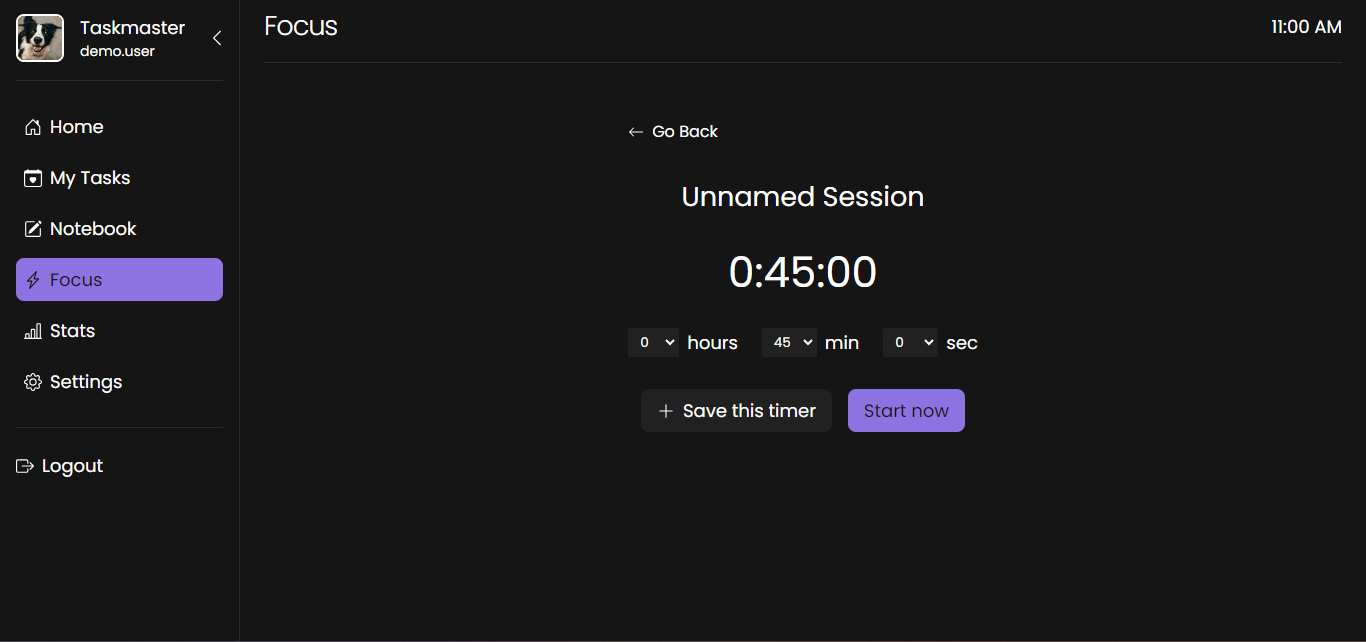 Taskmaster
demo.user
Home
My Tasks
Notebook
Focus
Stats
Settings
Logout
Focus
11:00 AM
Go Back
Unnamed Session
0:45:00
0 hours 45 min 0 sec
Save this timer
Start now